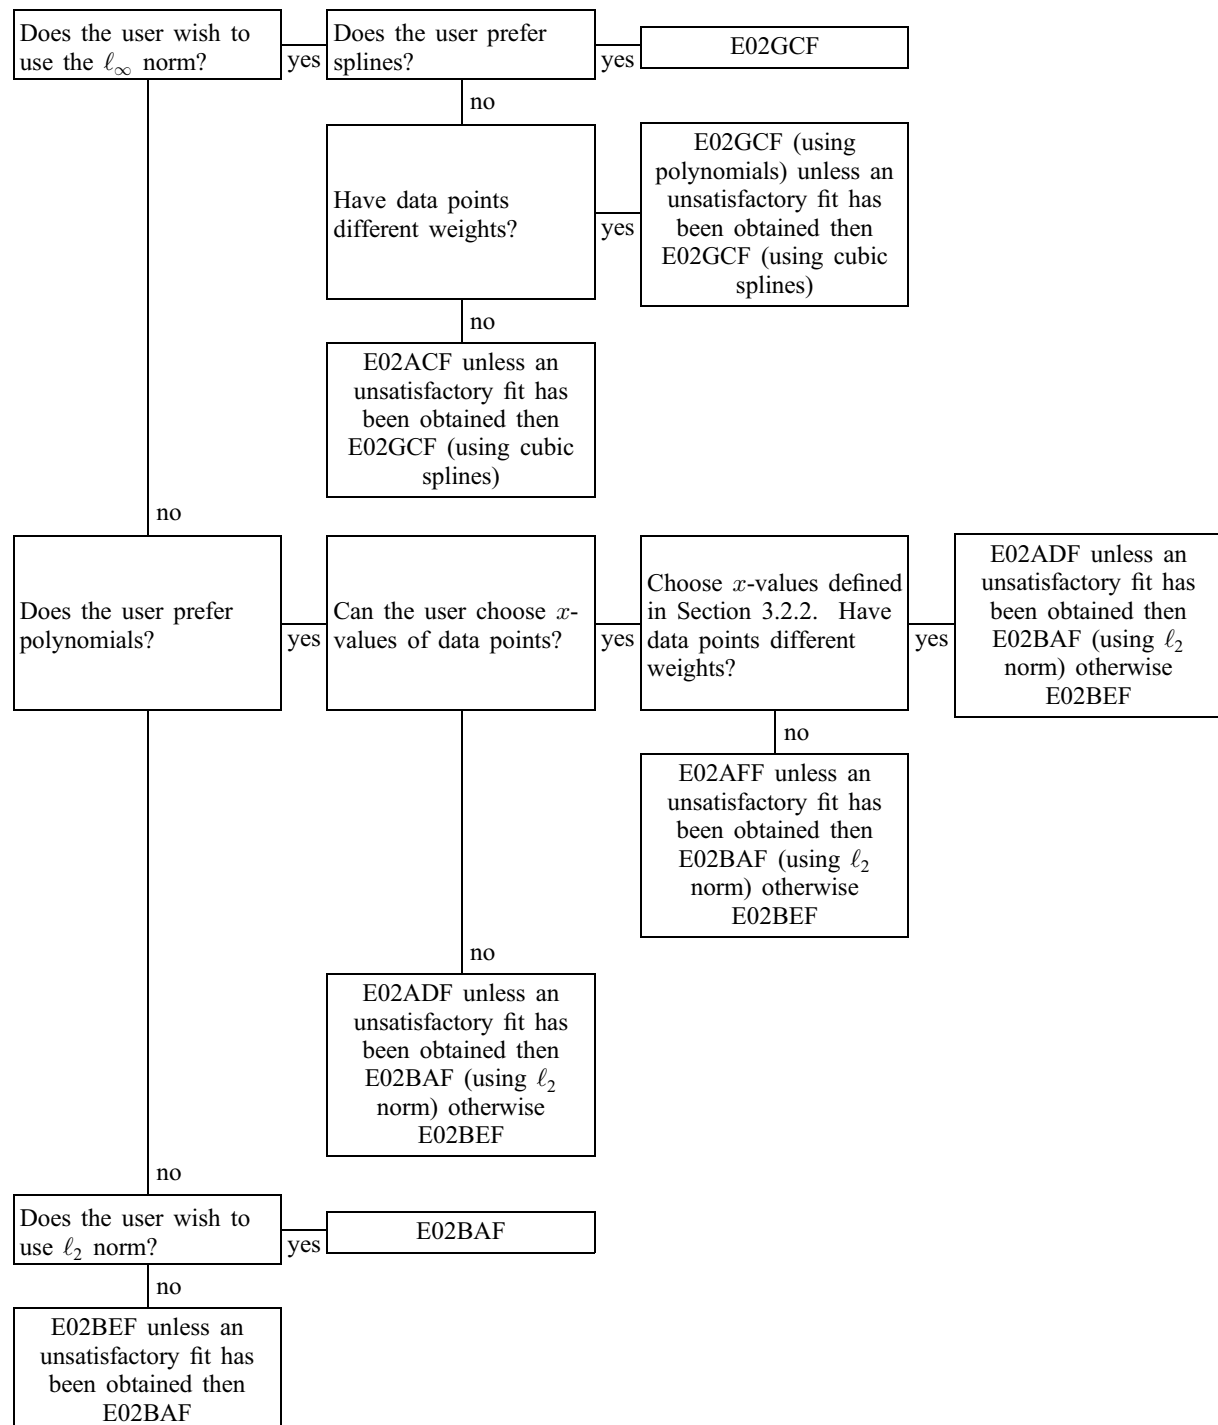 Does the user wish to
use the ℓ∞ norm?
yes
Does the user prefer
splines?
yes
E02GCF
no
Have data points
different weights?
yes
E02GCF (using
polynomials) unless an
unsatisfactory fit has
been obtained then
E02GCF (using cubic
splines)
no
E02ACF unless an
unsatisfactory fit has
been obtained then
E02GCF (using cubic
splines)
no
Does the user prefer
polynomials?
yes
Can the user choose x-
values of data points?
yes
Choose x-values defined
in Section 3.2.2. Have
data points different
weights?
yes
E02ADF unless an
unsatisfactory fit has
been obtained then
E02BAF (using ℓ2
norm) otherwise
E02BEF
no
E02AFF unless an
unsatisfactory fit has
been obtained then
E02BAF (using ℓ2
norm) otherwise
E02BEF
no
E02ADF unless an
unsatisfactory fit has
been obtained then
E02BAF (using ℓ2
norm) otherwise
E02BEF
no
Does the user wish to
use ℓ2 norm?
yes
E02BAF
no
E02BEF unless an
unsatisfactory fit has
been obtained then
E02BAF